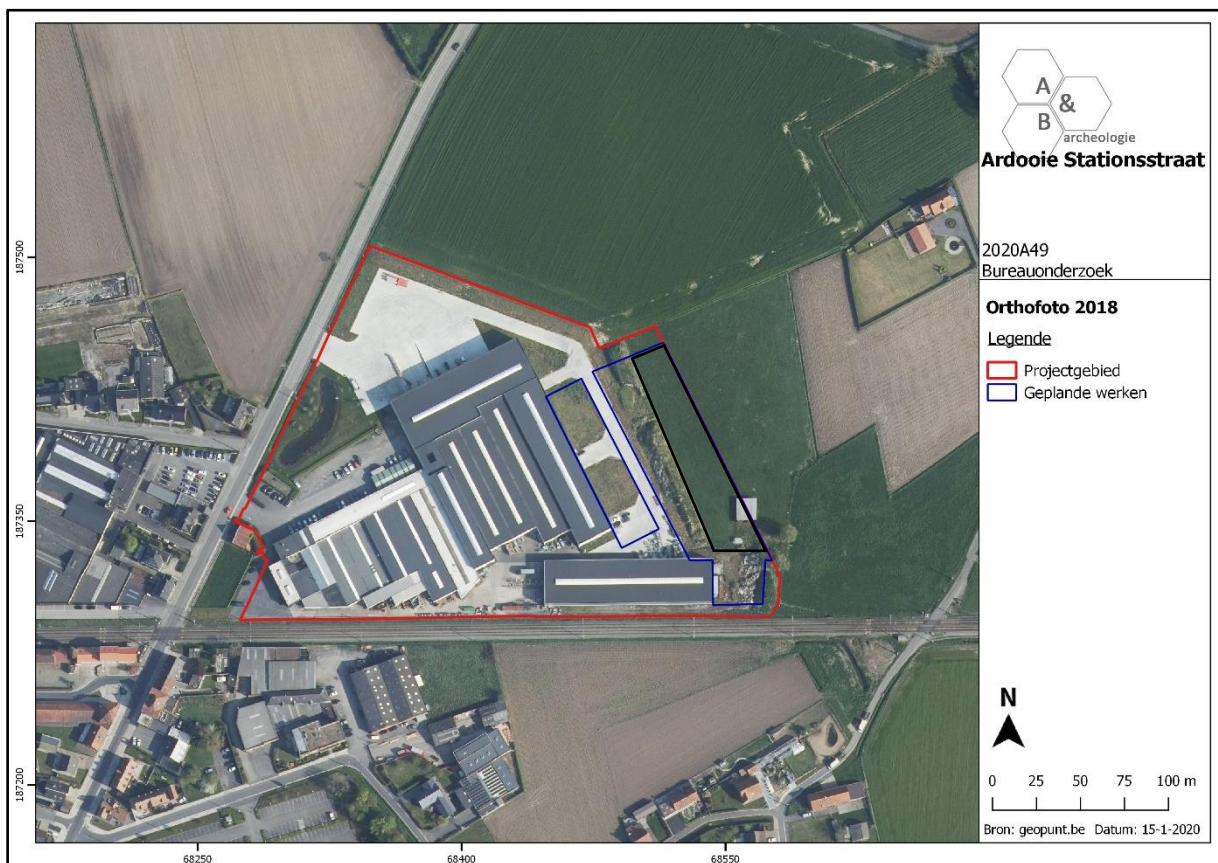 A &
B
archeologie
Ardooie Stationsstraat
2020A49
Bureauonderzoek
Orthofoto 2018
Legende
Projectgebied
Geplande werken
N
0 25 50 75 100 m
Bron: geopunt.be Datum: 15-1-2020
187500
187350
187200
68250 68400 68550